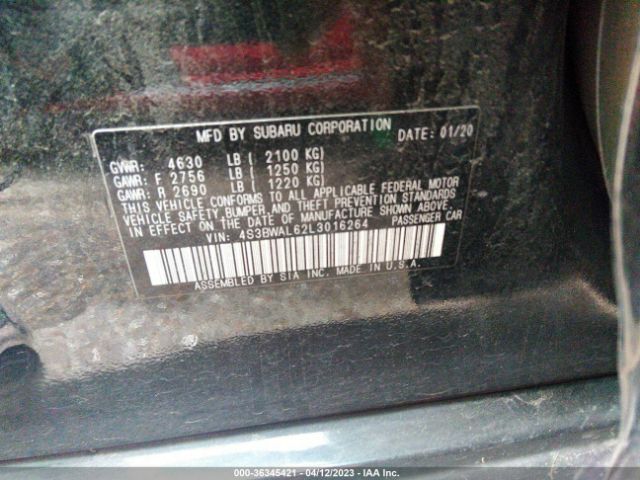 MFD BY SUBARU CORPORATION DATE: 01/20
GVWR: 4630 LB ( 2100 KG)
GAWR: F 2756 LB ( 1250 KG)
GAWR: R 2690 LB ( 1220 KG)
THIS VEHICLE CONFORMS TO ALL APPLICABLE FEDERAL MOTOR
VEHICLE SAFETY, BUMPER AND THEFT PREVENTION STANDARDS
IN EFFECT ON THE DATE OF MANUFACTURE SHOWN ABOVE.
VIN: 4S3BWAL62L3016264 PASSENGER CAR
ASSEMBLED BY SIA INC. MADE IN U.S.A.
000-36345421 - 04/12/2023 - IAA Inc.